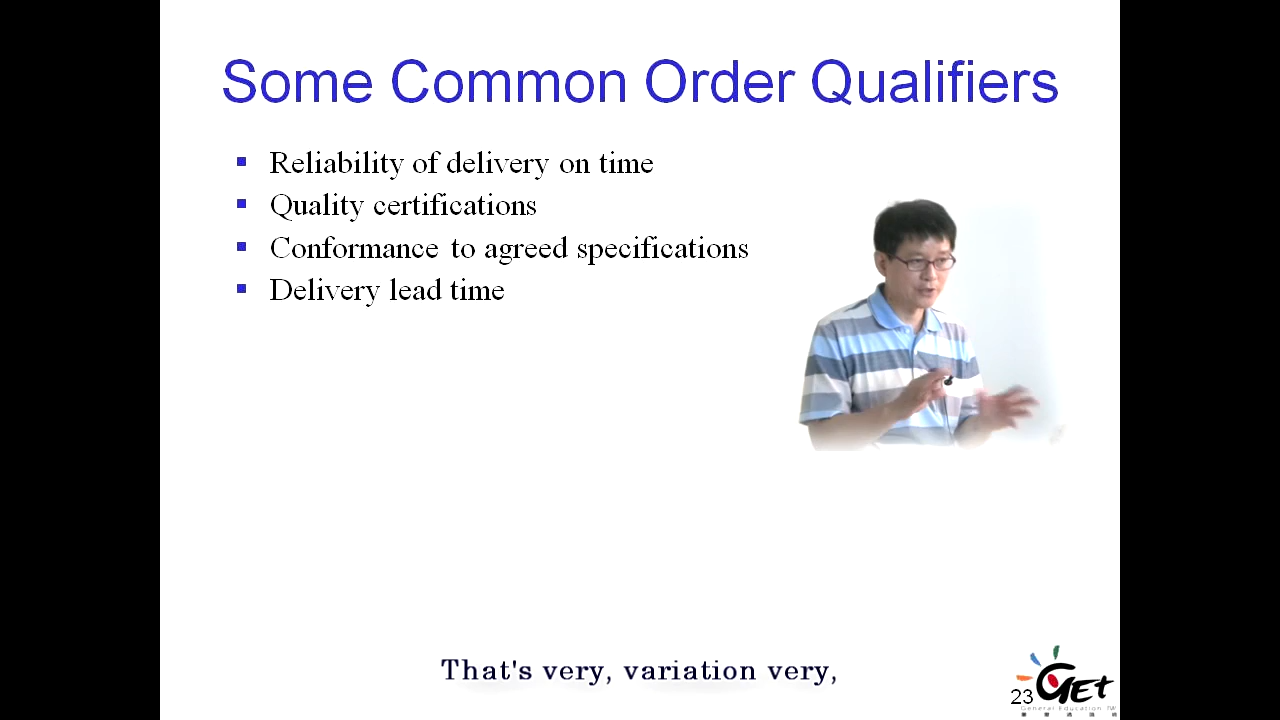 Some Common Order Qualifiers
Reliability of delivery on time
Quality certifications
Conformance to agreed specifications
Delivery lead time
That's very, variation very,
23
GET
General Education TW